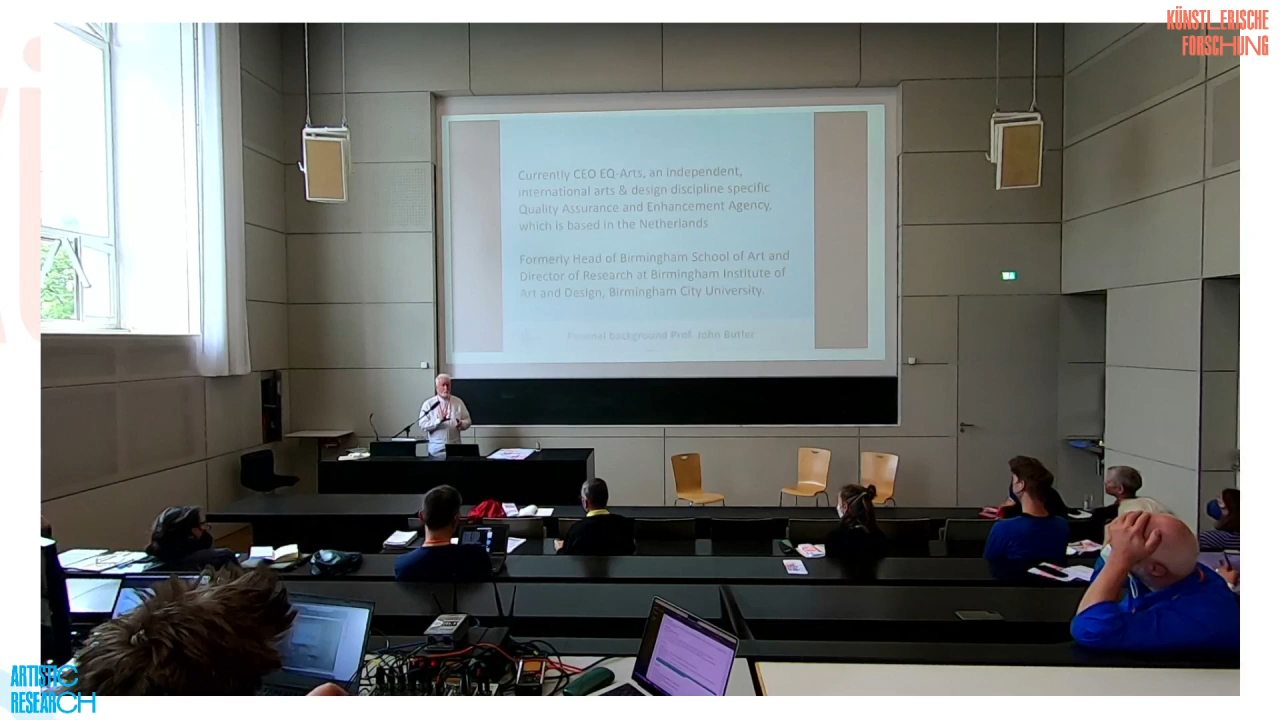 KÜNSTLERISCHE
FORSCHUNG
Currently CEO EQ-Arts, an independent,
international arts & design discipline specific
Quality Assurance and Enhancement Agency,
which is based in the Netherlands
Formerly Head of Birmingham School of Art and
Director of Research at Birmingham Institute of
Art and Design, Birmingham City University.
Personal background Prof. John Butler
ARTISTIC
RESEARCH